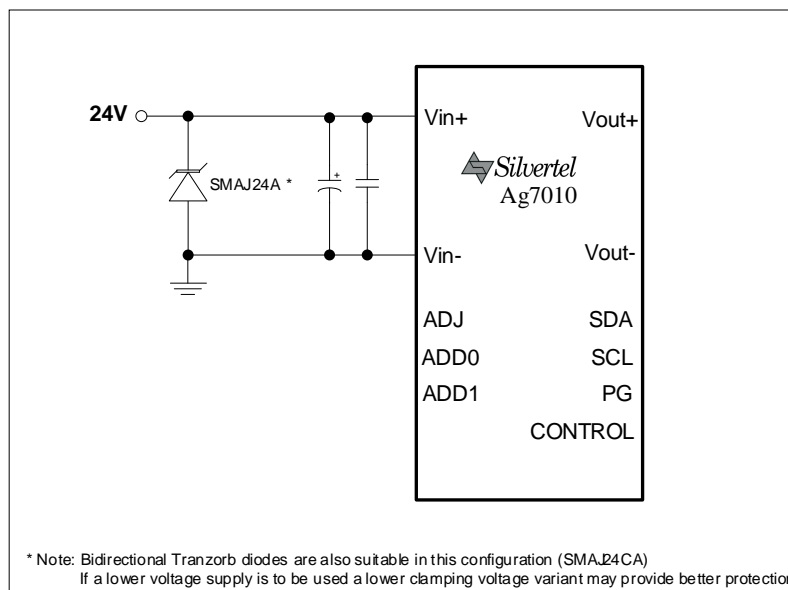 24V
Vin+
Vout+
SMAJ24A *
+
Silvertel
Ag7010
Vin-
Vout-
ADJ
SDA
ADD0
SCL
ADD1
PG
CONTROL
* Note: Bidirectional Tranzorb diodes are also suitable in this configuration (SMAJ24CA)
If a lower voltage supply is to be used a lower clamping voltage variant may provide better protection